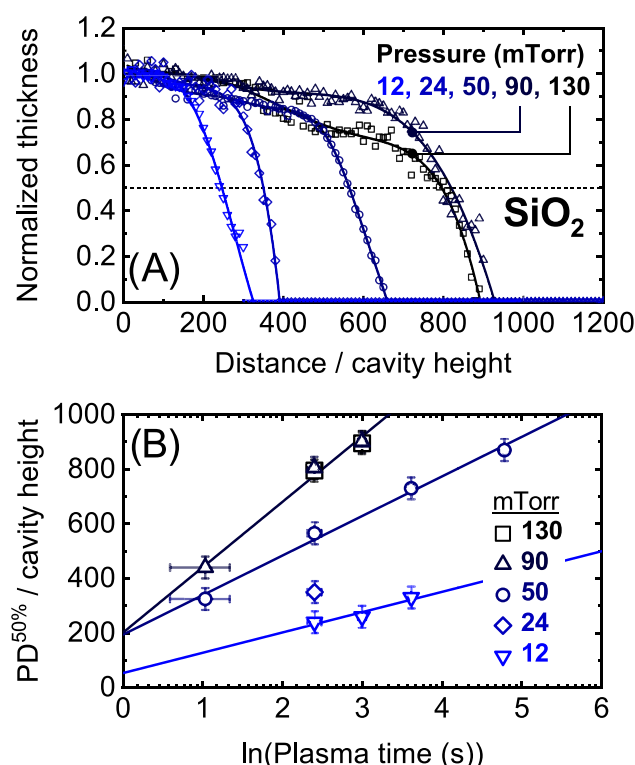 Normalized thickness
1.2
1.0
0.8
0.6
0.4
0.2
0.0
Pressure (mTorr)
12, 24, 50, 90, 130
SiO₂
(A)
0 200 400 600 800 1000 1200
Distance / cavity height
PD⁵⁰% / cavity height
1000
800
600
400
200
0
(B)
mTorr
130
90
50
24
12
0 1 2 3 4 5 6
ln(Plasma time (s))